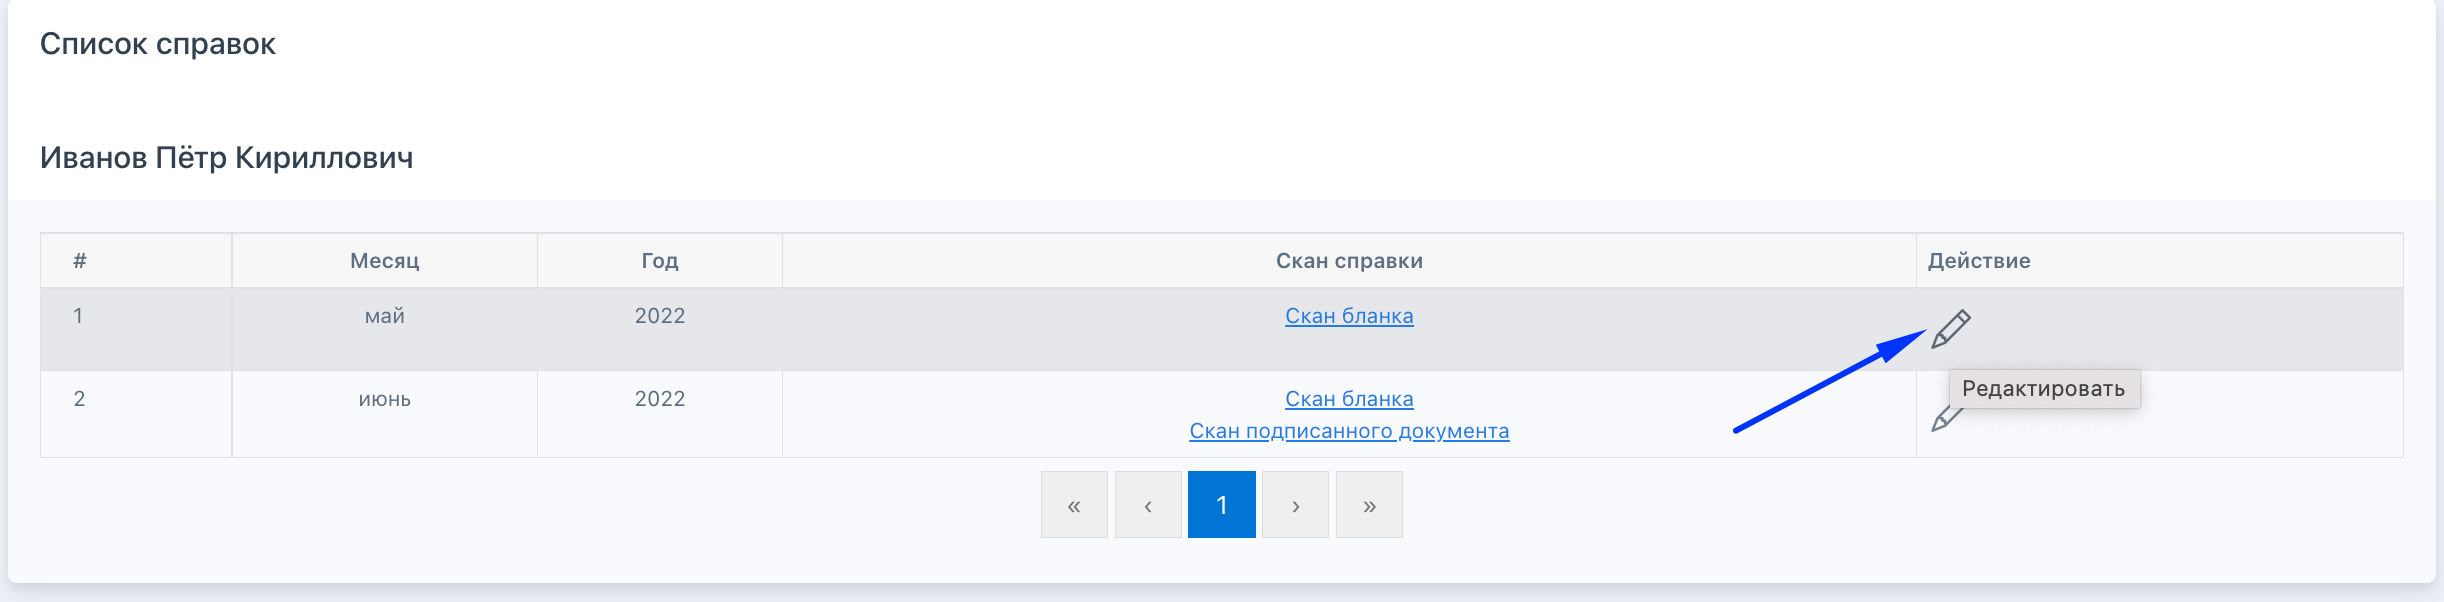 Список справок
Иванов Пётр Кириллович
# Месяц Год Скан справки Действие
1 май 2022 Скан бланка
Редактировать
2 июнь 2022 Скан бланка
Скан подписанного документа
« ‹ 1 › »